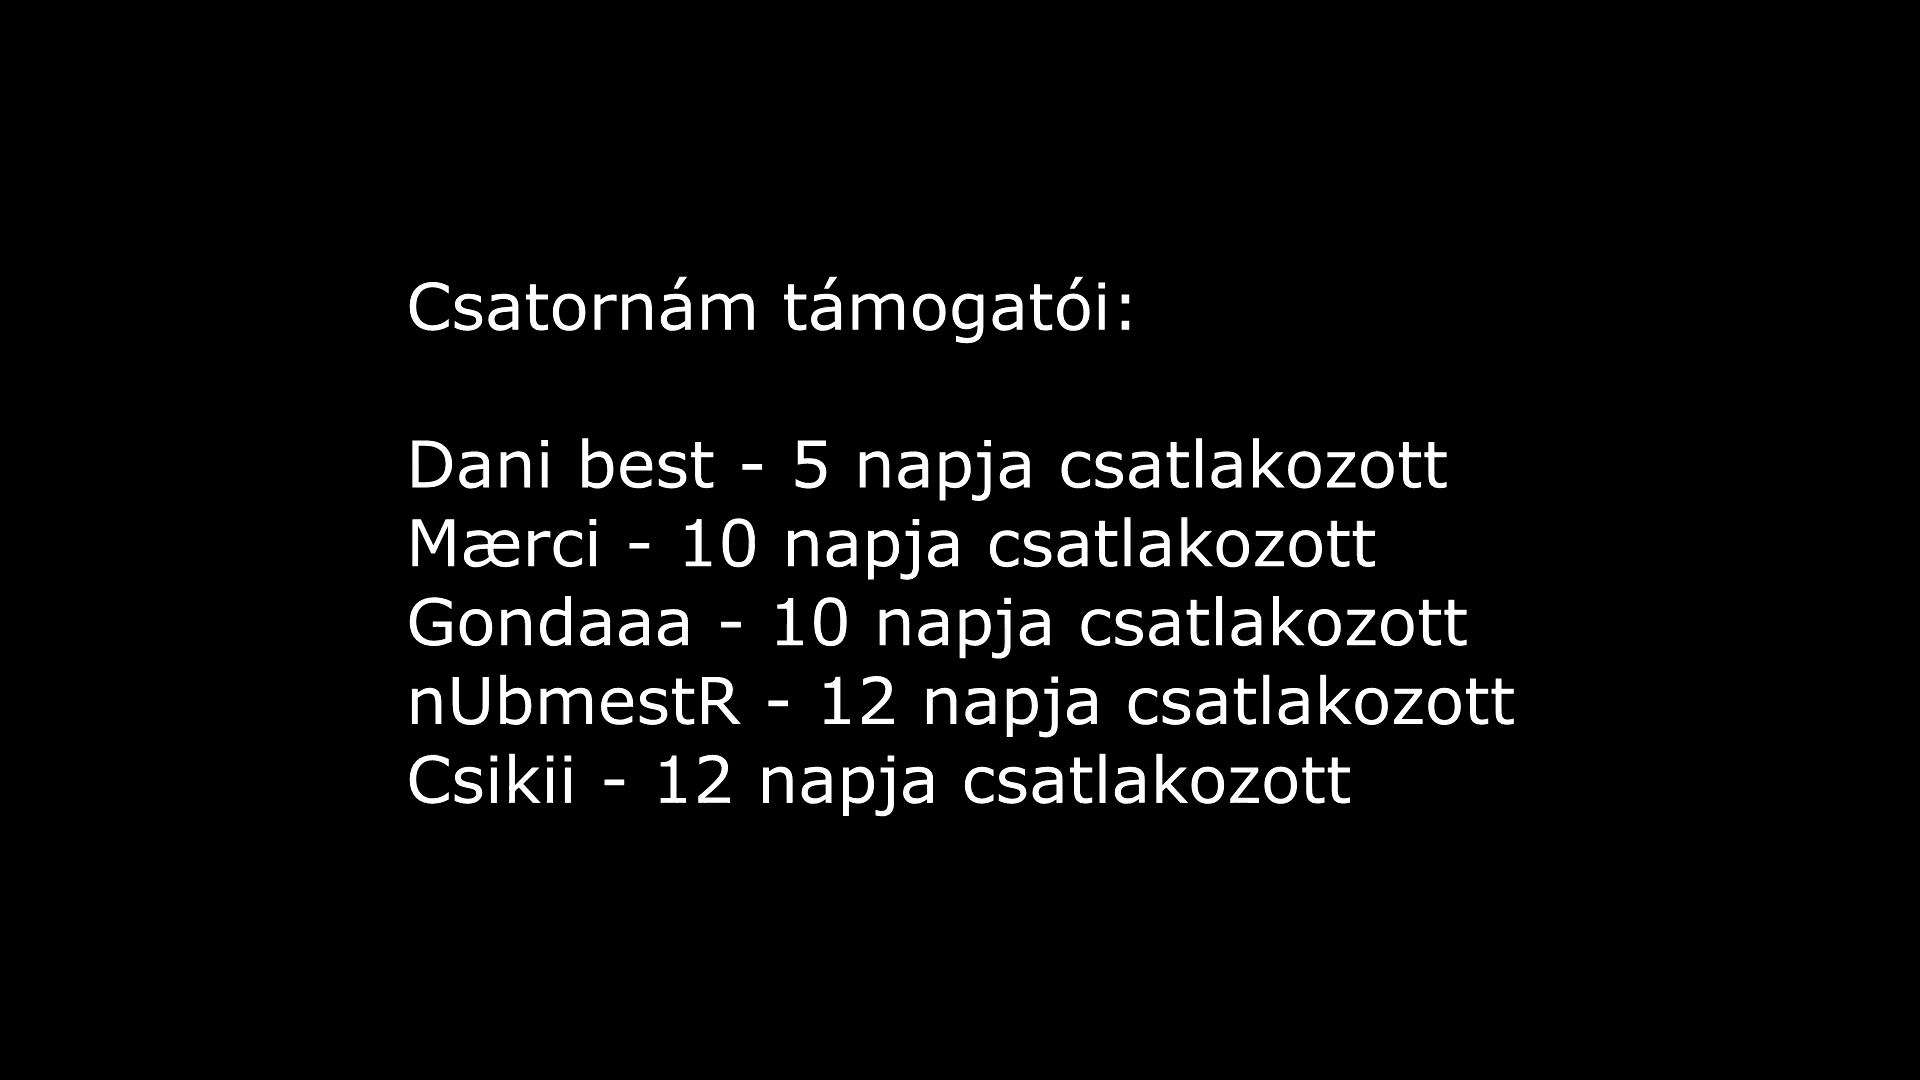 Csatornám támogatói:
Dani best - 5 napja csatlakozott
Mærci - 10 napja csatlakozott
Gondaaa - 10 napja csatlakozott
nUbmestR - 12 napja csatlakozott
Csikii - 12 napja csatlakozott